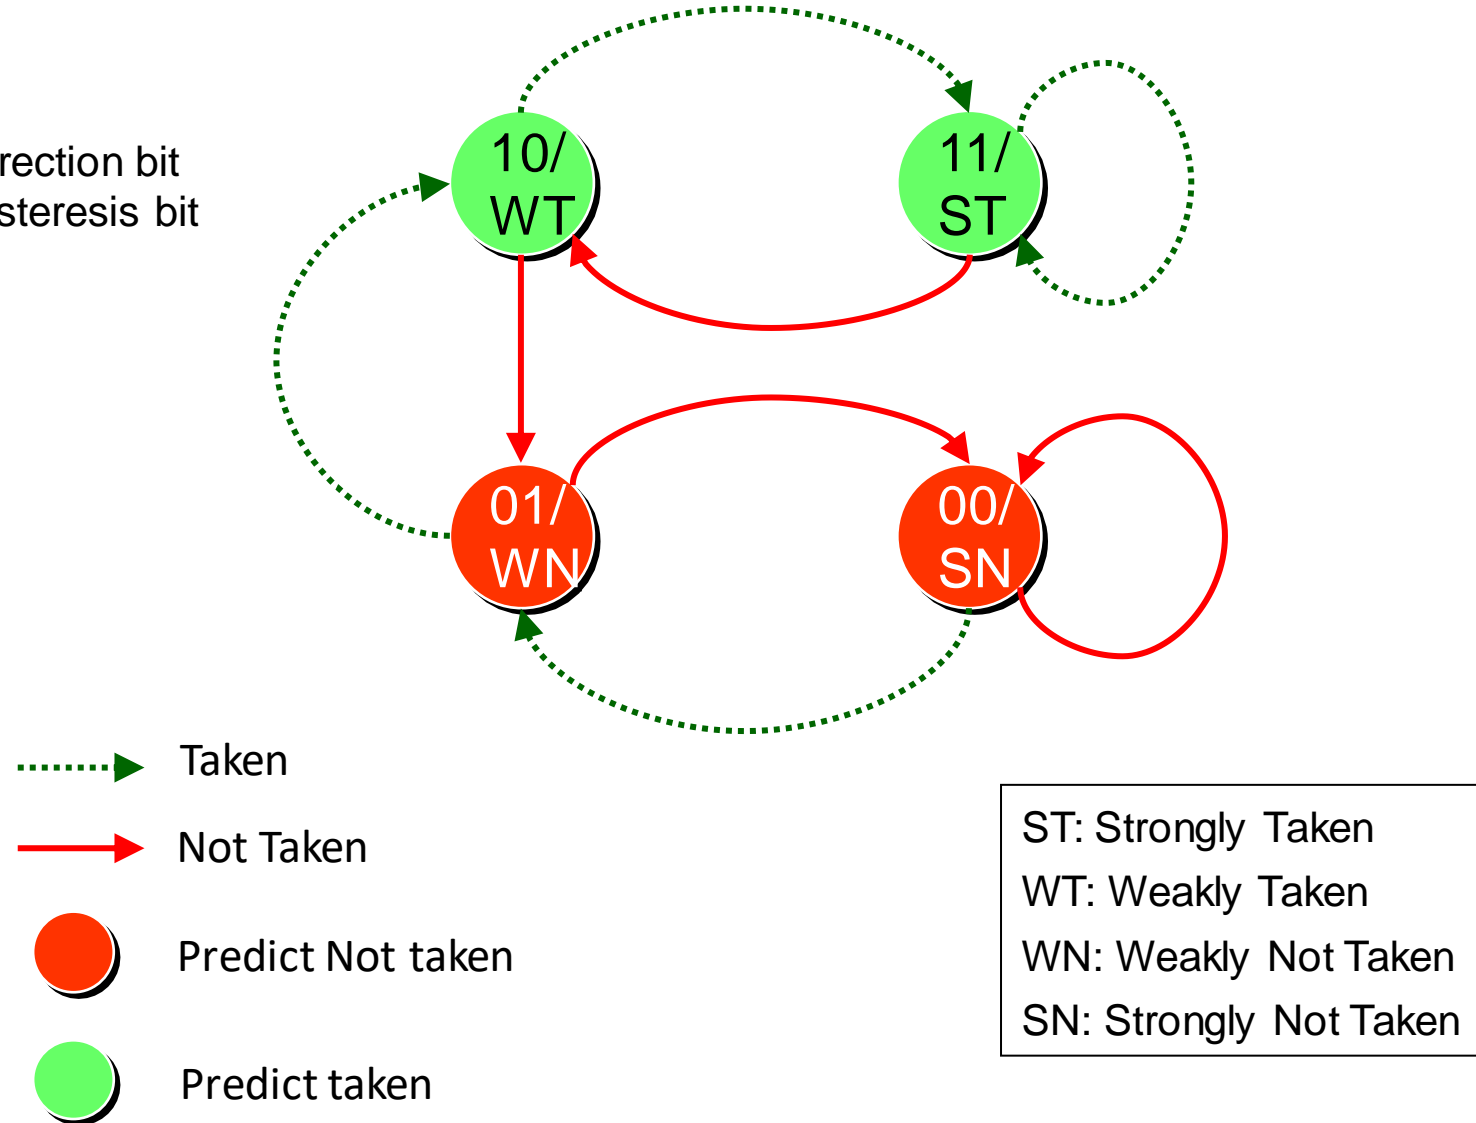 rection bit
steresis bit
10/
WT
11/
ST
01/
WN
00/
SN
Taken
Not Taken
Predict Not taken
Predict taken
ST: Strongly Taken
WT: Weakly Taken
WN: Weakly Not Taken
SN: Strongly Not Taken